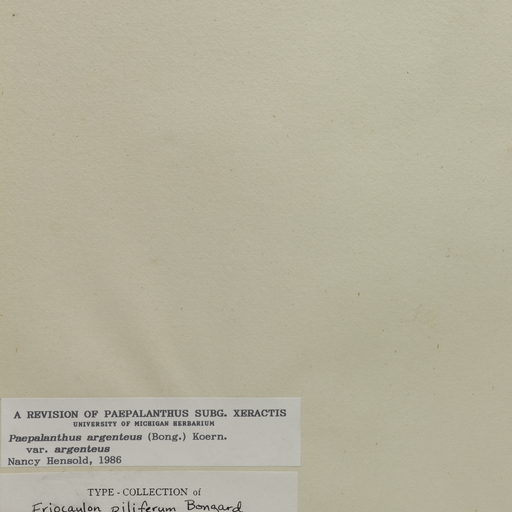 A REVISION OF PAEPALANTHUS SUBG. XERACTIS
UNIVERSITY OF MICHIGAN HERBARIUM
Paepalanthus argenteus (Bong.) Koern.
var. argenteus
Nancy Hensold, 1986
TYPE - COLLECTION of
Eriocaulon piliferum Bongard